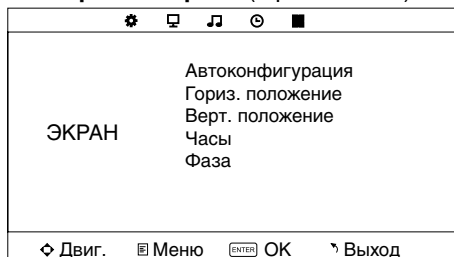 Автоконфигурация
Гориз. положение
Верт. положение
ЭКРАН
Часы
Фаза
Двиг. Меню ENTER OK Выход